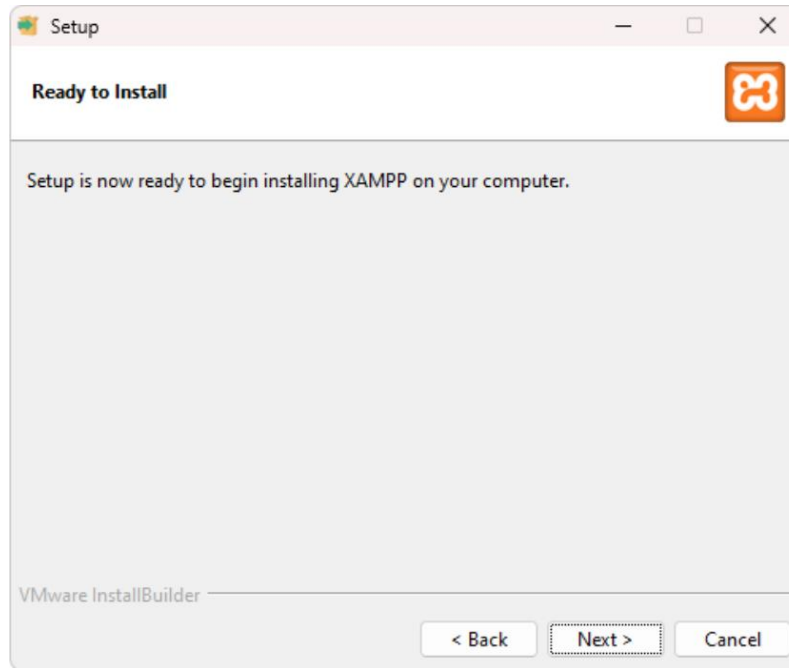 Setup
Ready to Install
Setup is now ready to begin installing XAMPP on your computer.
VMware InstallBuilder
< Back Next > Cancel